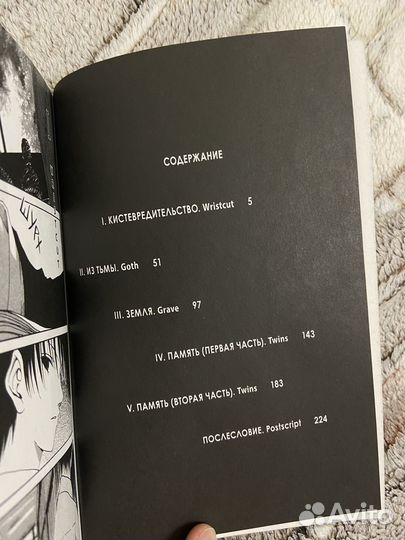 СОДЕРЖАНИЕ
I. КИСТЕВРЕДИТЕЛЬСТВО. Wristcut 5
II. ИЗ ТЬМЫ. Goth 51
III. ЗЕМЛЯ. Grave 97
IV. ПАМЯТЬ (ПЕРВАЯ ЧАСТЬ). Twins 143
V. ПАМЯТЬ (ВТОРАЯ ЧАСТЬ). Twins 183
ПОСЛЕСЛОВИЕ. Postscript 224
Avito